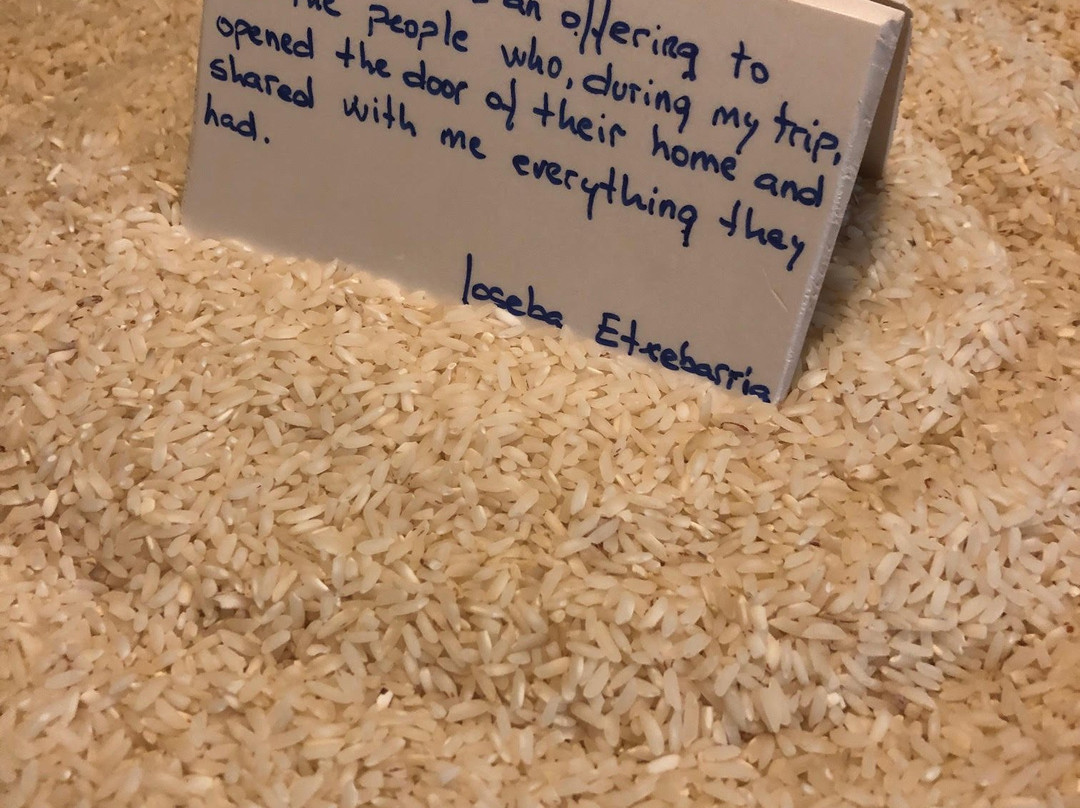 an offering to
the people who, during my trip,
opened the door of their home and
shared with me everything they
had.
Ioseba Etxebarria